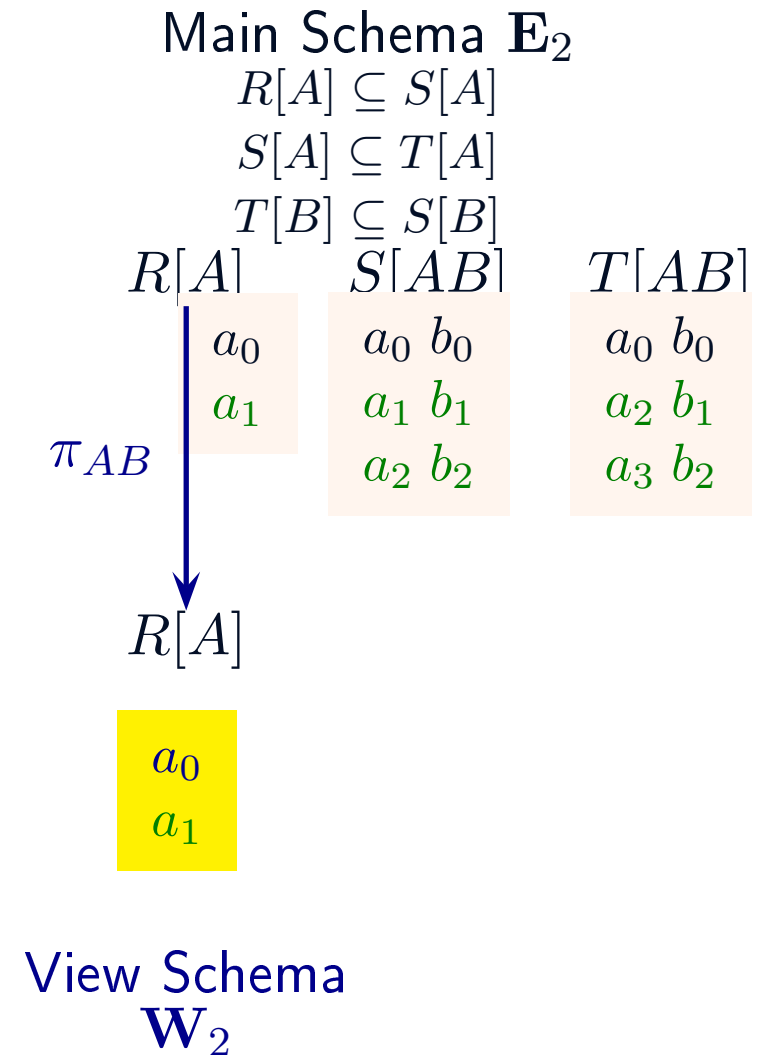 Main Schema E₂
R[A] ⊆ S[A]
S[A] ⊆ T[A]
T[B] ⊆ S[B]
R[A] S[AB] T[AB]
a₀ a₀ b₀ a₀ b₀
a₁ a₁ b₁ a₂ b₁
a₂ b₂ a₃ b₂
π_AB
R[A]
a₀
a₁
View Schema
W₂